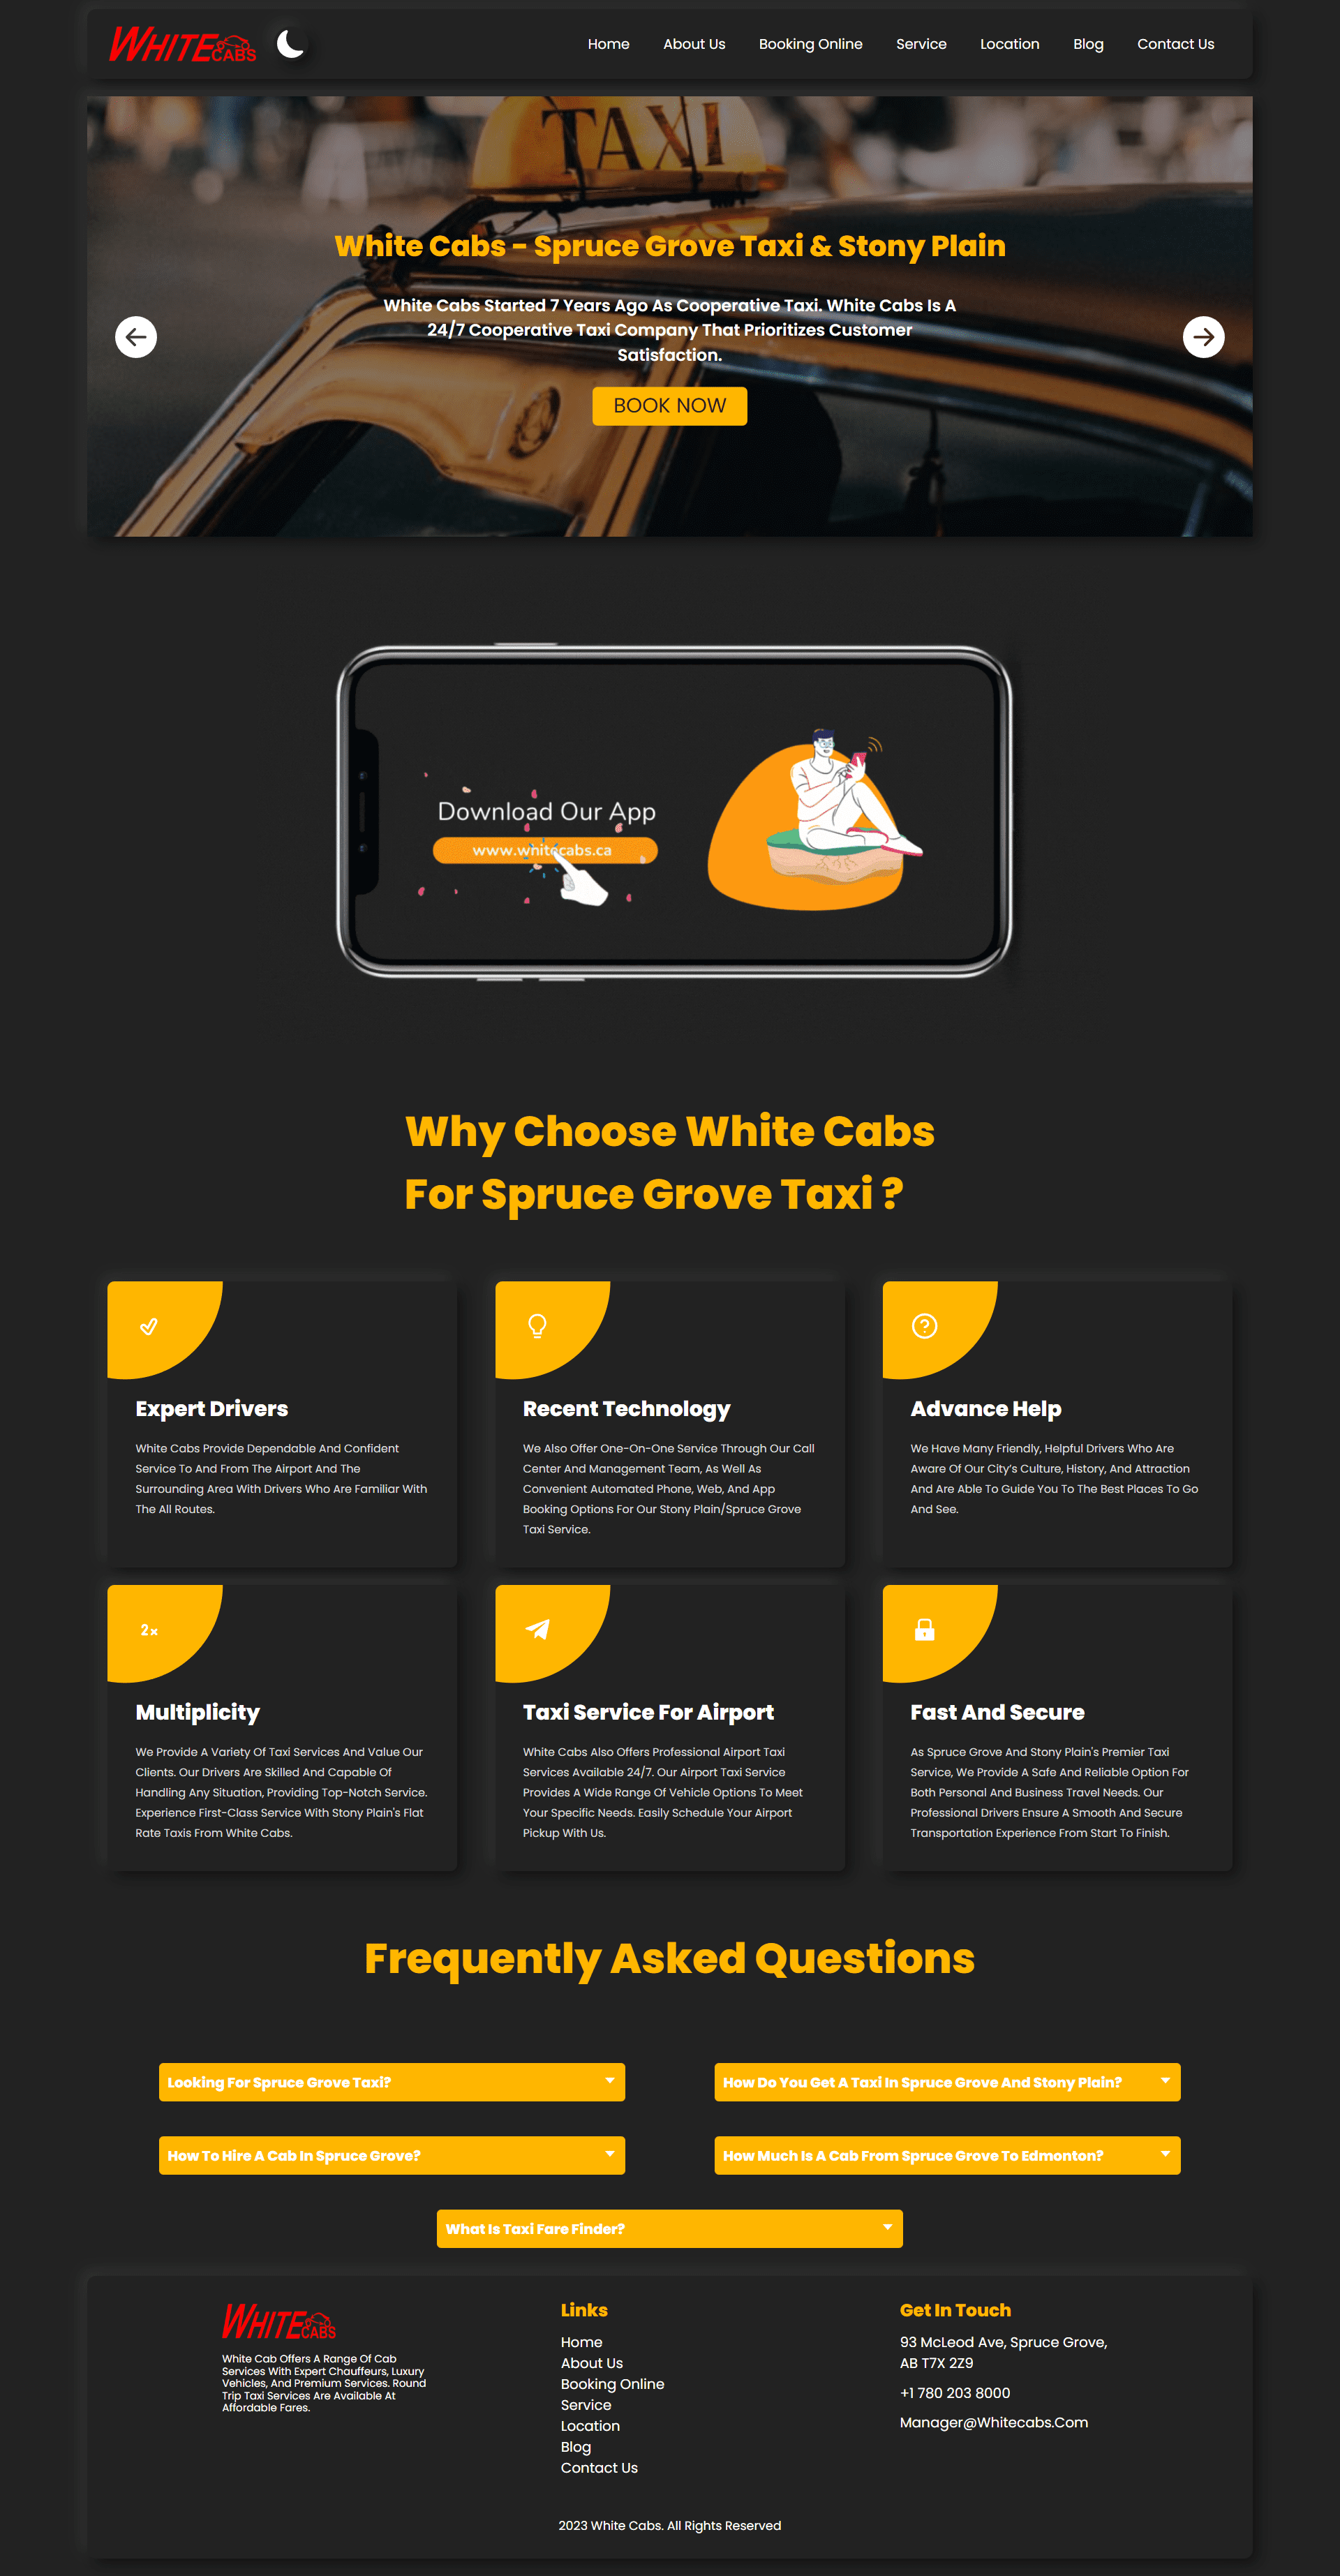 WHITE CABS
Home About Us Booking Online Service Location Blog Contact Us
TAXI
White Cabs - Spruce Grove Taxi & Stony Plain
White Cabs Started 7 Years Ago As Cooperative Taxi. White Cabs Is A
24/7 Cooperative Taxi Company That Prioritizes Customer
Satisfaction.
BOOK NOW
Download Our App
www.whitecabs.ca
Why Choose White Cabs
For Spruce Grove Taxi ?
Expert Drivers
White Cabs Provide Dependable And Confident
Service To And From The Airport And The
Surrounding Area With Drivers Who Are Familiar With
The All Routes.
Recent Technology
We Also Offer One-On-One Service Through Our Call
Center And Management Team, As Well As
Convenient Automated Phone, Web, And App
Booking Options For Our Stony Plain/Spruce Grove
Taxi Service.
Advance Help
We Have Many Friendly, Helpful Drivers Who Are
Aware Of Our City's Culture, History, And Attraction
And Are Able To Guide You To The Best Places To Go
And See.
2x
Multiplicity
We Provide A Variety Of Taxi Services And Value Our
Clients. Our Drivers Are Skilled And Capable Of
Handling Any Situation, Providing Top-Notch Service.
Experience First-Class Service With Stony Plain's Flat
Rate Taxis From White Cabs.
Taxi Service For Airport
White Cabs Also Offers Professional Airport Taxi
Services Available 24/7. Our Airport Taxi Service
Provides A Wide Range Of Vehicle Options To Meet
Your Specific Needs. Easily Schedule Your Airport
Pickup With Us.
Fast And Secure
As Spruce Grove And Stony Plain's Premier Taxi
Service, We Provide A Safe And Reliable Option For
Both Personal And Business Travel Needs. Our
Professional Drivers Ensure A Smooth And Secure
Transportation Experience From Start To Finish.
Frequently Asked Questions
Looking For Spruce Grove Taxi?
How Do You Get A Taxi In Spruce Grove And Stony Plain?
How To Hire A Cab In Spruce Grove?
How Much Is A Cab From Spruce Grove To Edmonton?
What Is Taxi Fare Finder?
WHITE CABS
White Cab Offers A Range Of Cab
Services With Expert Chauffeurs, Luxury
Vehicles, And Premium Services. Round
Trip Taxi Services Are Available At
Affordable Fares.
Links
Home
About Us
Booking Online
Service
Location
Blog
Contact Us
Get In Touch
93 McLeod Ave, Spruce Grove,
AB T7X 2Z9
+1 780 203 8000
Manager@Whitecabs.Com
2023 White Cabs. All Rights Reserved